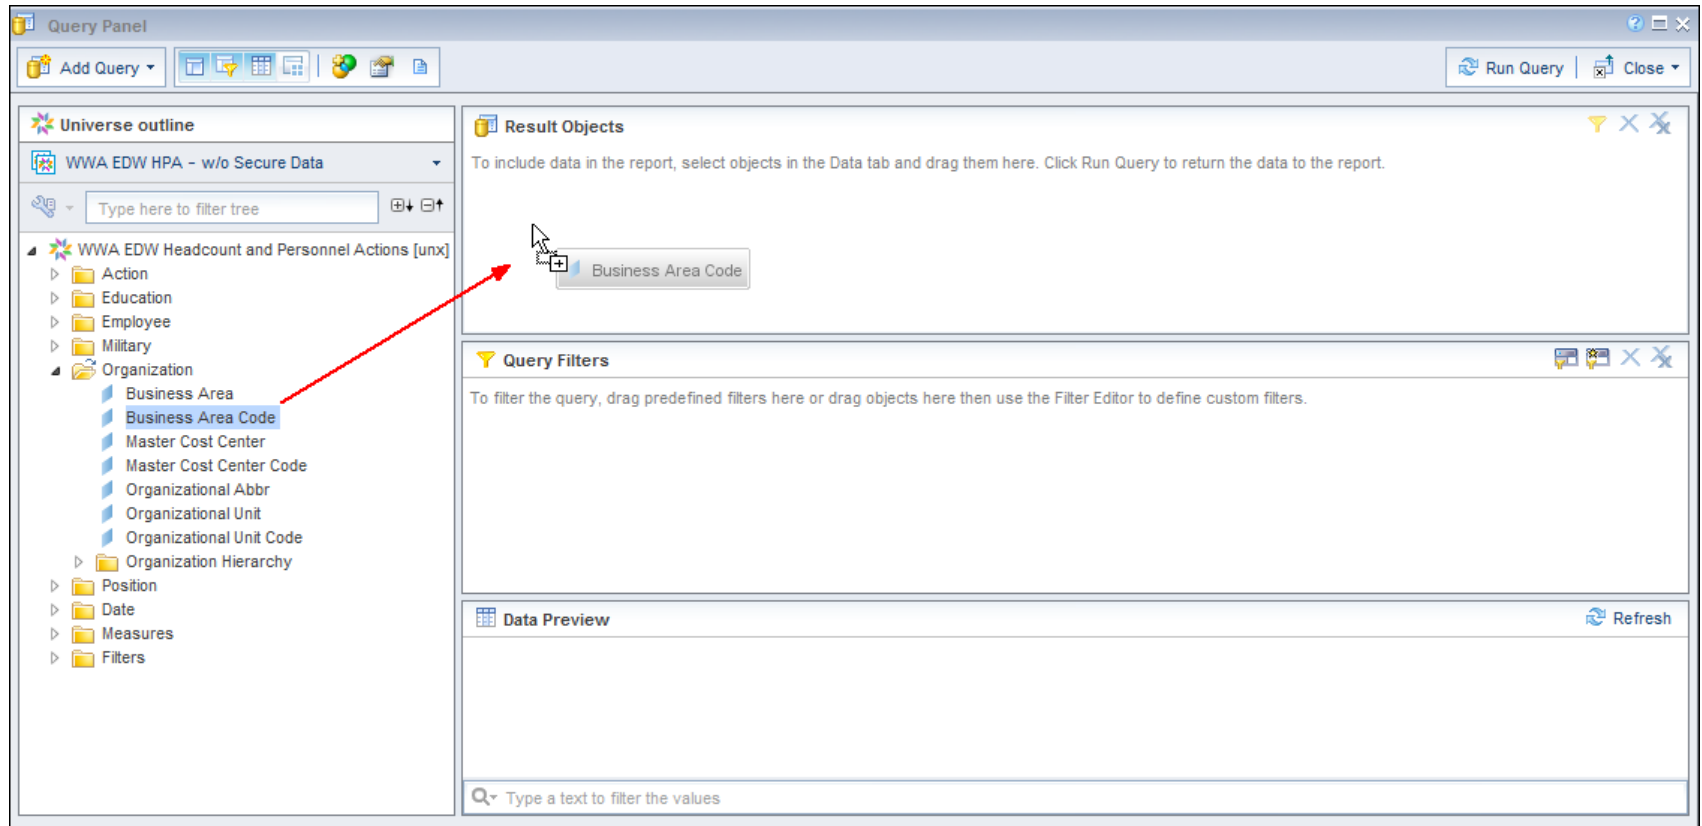 Query Panel
Add Query
Run Query
Close
Universe outline
WWA EDW HPA - w/o Secure Data
Type here to filter tree
WWA EDW Headcount and Personnel Actions [unx]
Action
Education
Employee
Military
Organization
Business Area
Business Area Code
Master Cost Center
Master Cost Center Code
Organizational Abbr
Organizational Unit
Organizational Unit Code
Organization Hierarchy
Position
Date
Measures
Filters
Result Objects
To include data in the report, select objects in the Data tab and drag them here. Click Run Query to return the data to the report.
Business Area Code
Query Filters
To filter the query, drag predefined filters here or drag objects here then use the Filter Editor to define custom filters.
Data Preview
Refresh
Type a text to filter the values